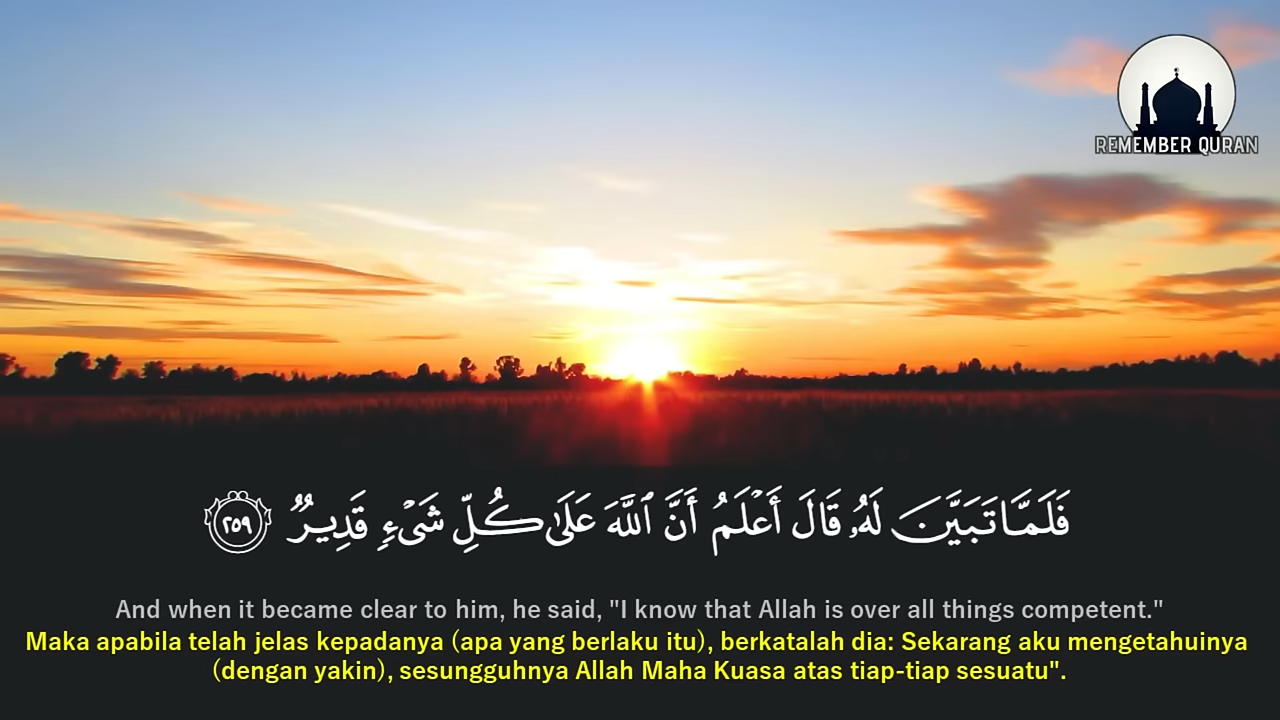 REMEMBER QURAN
فَلَمَّا تَبَيَّنَ لَهُۥ قَالَ أَعْلَمُ أَنَّ ٱللَّهَ عَلَىٰ كُلِّ شَىْءٍ قَدِيرٌ ٢٥٩
And when it became clear to him, he said, "I know that Allah is over all things competent."
Maka apabila telah jelas kepadanya (apa yang berlaku itu), berkatalah dia: Sekarang aku mengetahuinya
(dengan yakin), sesungguhnya Allah Maha Kuasa atas tiap-tiap sesuatu".